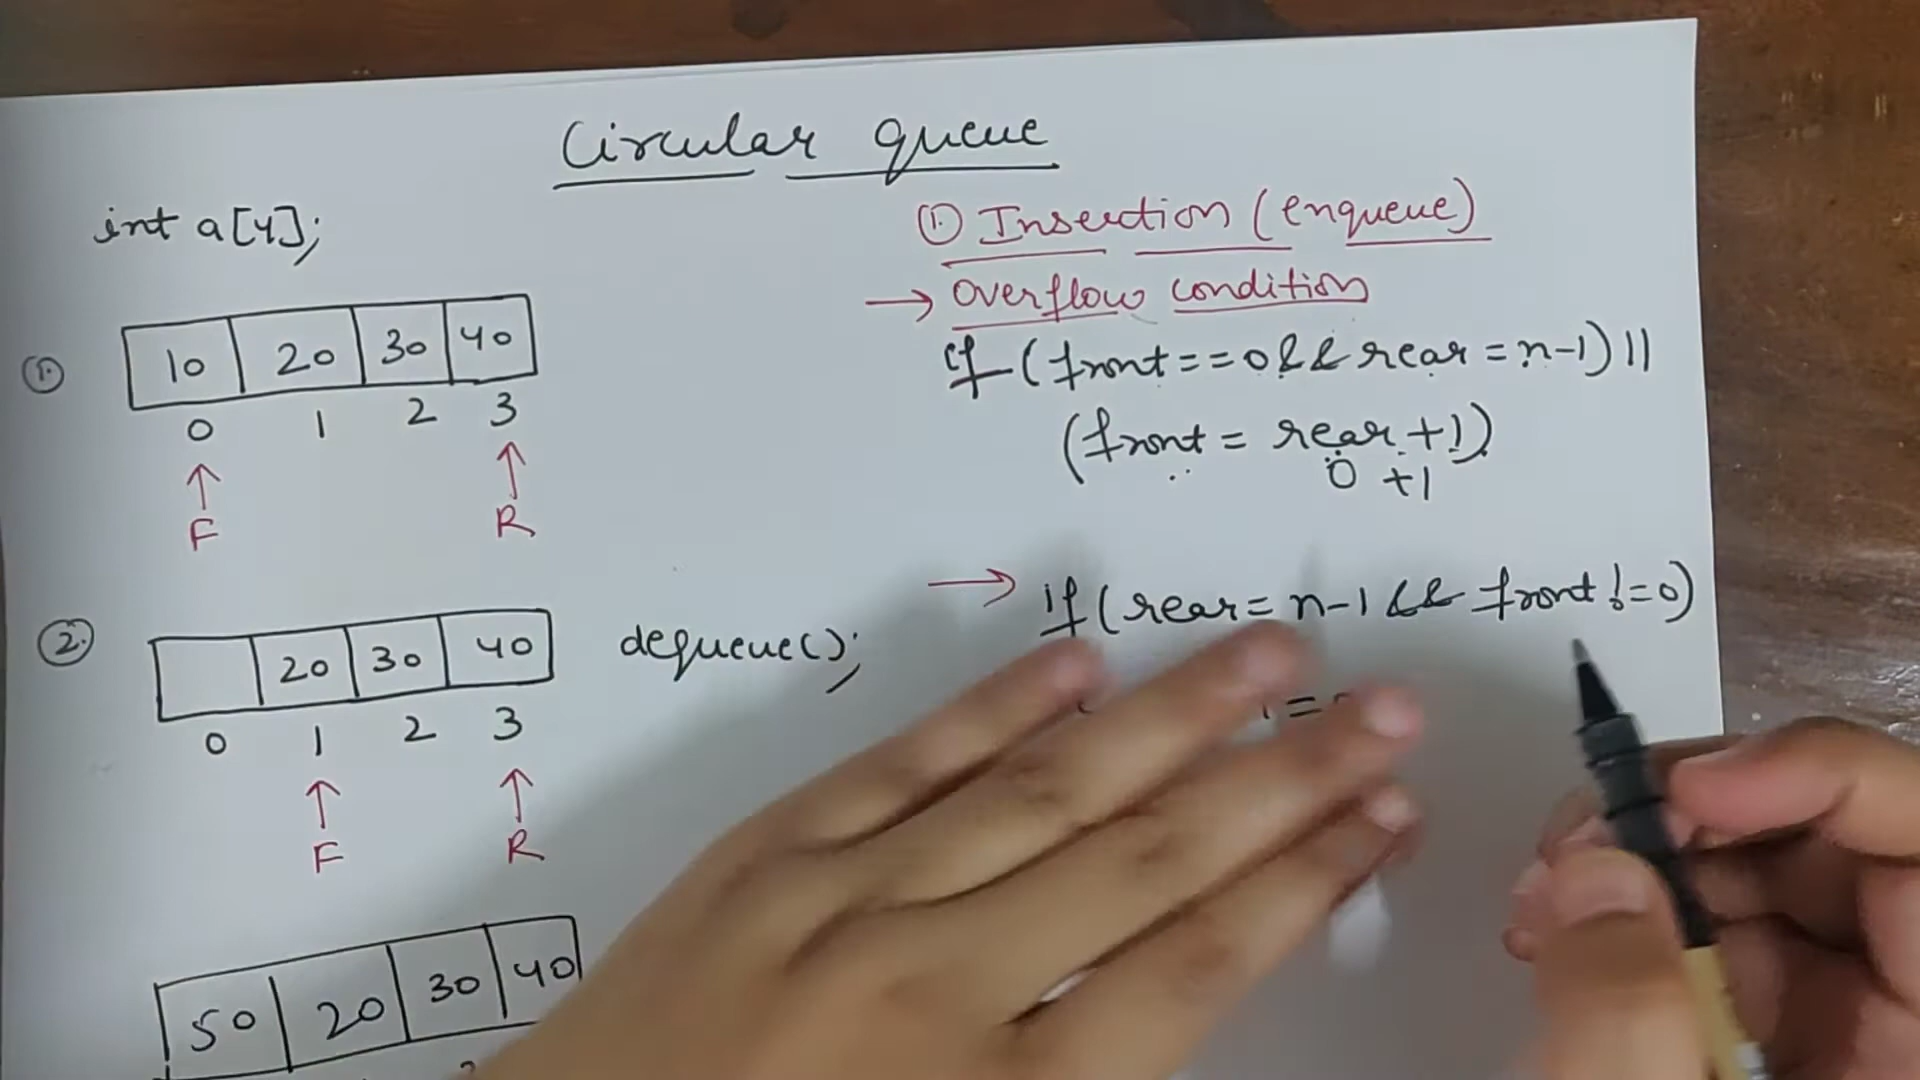 Circular queue
int a[4];
① Insertion (enqueue)
→ Overflow condition
if (front==0 && rear=n-1) ||
(front = rear+1)
0 +1
①. 10 20 30 40
0 1 2 3
F R
→ if (rear=n-1 && front!=0)
②. 20 30 40 dequeue();
0 1 2 3
F R
50 20 30 40